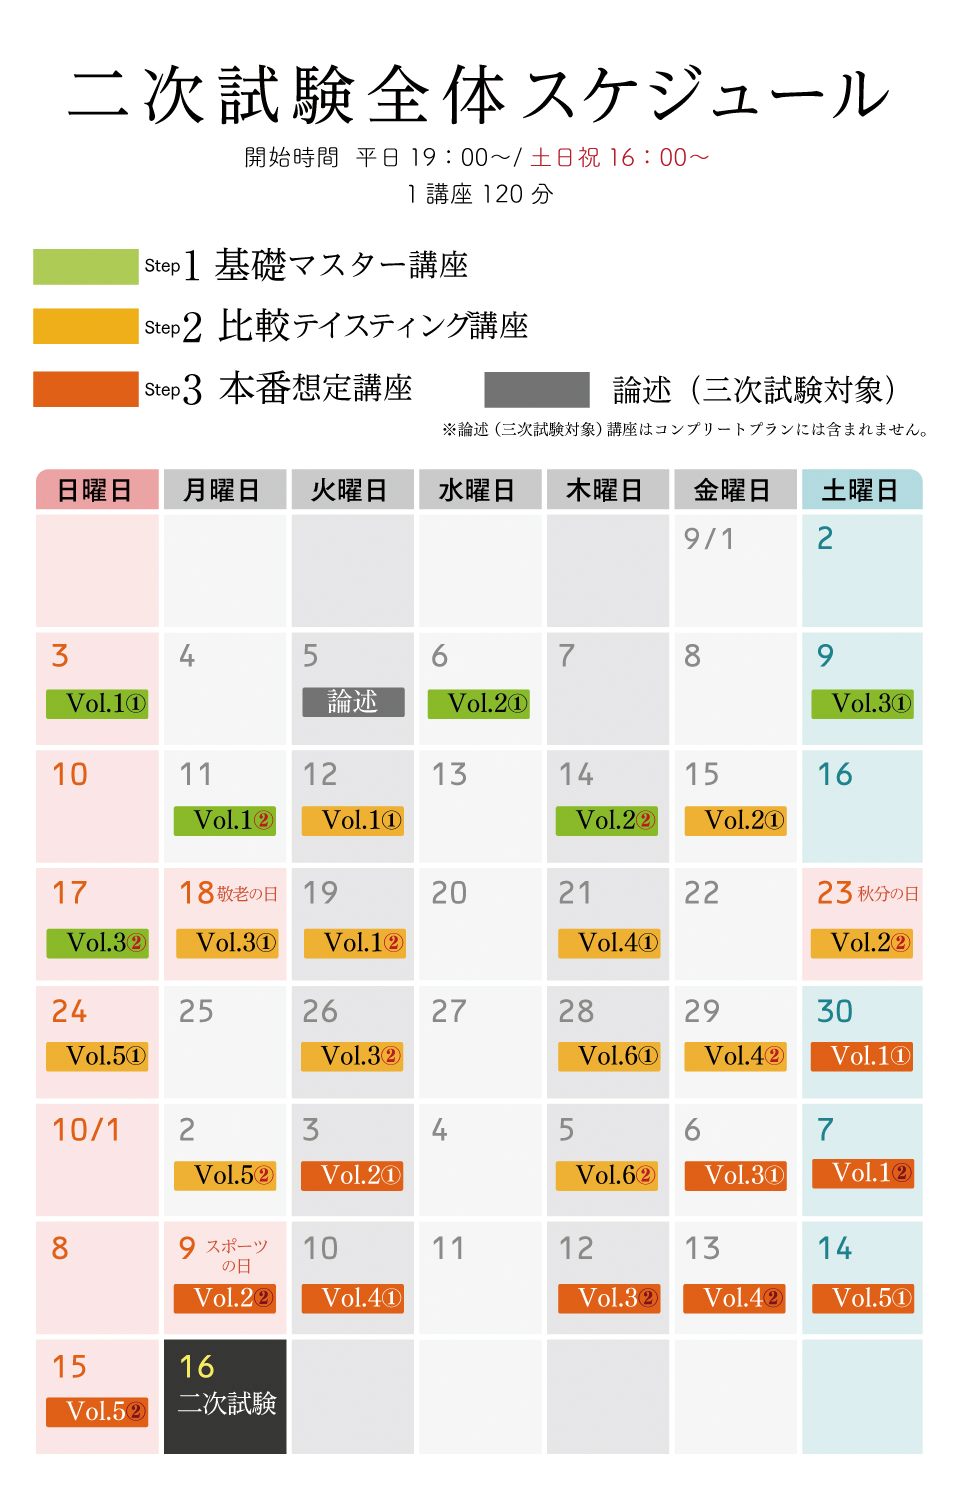 二次試験全体スケジュール
開始時間 平日 19：00〜/ 土日祝 16：00〜
1 講座 120 分
Step1 基礎マスター講座
Step2 比較テイスティング講座
Step3 本番想定講座 論述（三次試験対象）
※論述（三次試験対象）講座はコンプリートプランには含まれません。
日曜日 月曜日 火曜日 水曜日 木曜日 金曜日 土曜日
9/1 2
3 4 5 6 7 8 9
Vol.1① 論述 Vol.2① Vol.3①
10 11 12 13 14 15 16
Vol.1② Vol.1① Vol.2② Vol.2①
17 18 敬老の日 19 20 21 22 23 秋分の日
Vol.3② Vol.3① Vol.1② Vol.4① Vol.2②
24 25 26 27 28 29 30
Vol.5① Vol.3② Vol.6① Vol.4② Vol.1①
10/1 2 3 4 5 6 7
Vol.5② Vol.2① Vol.6② Vol.3① Vol.1②
8 9 スポーツ 10 11 12 13 14
の日
Vol.2② Vol.4① Vol.3② Vol.4② Vol.5①
15 16
Vol.5② 二次試験